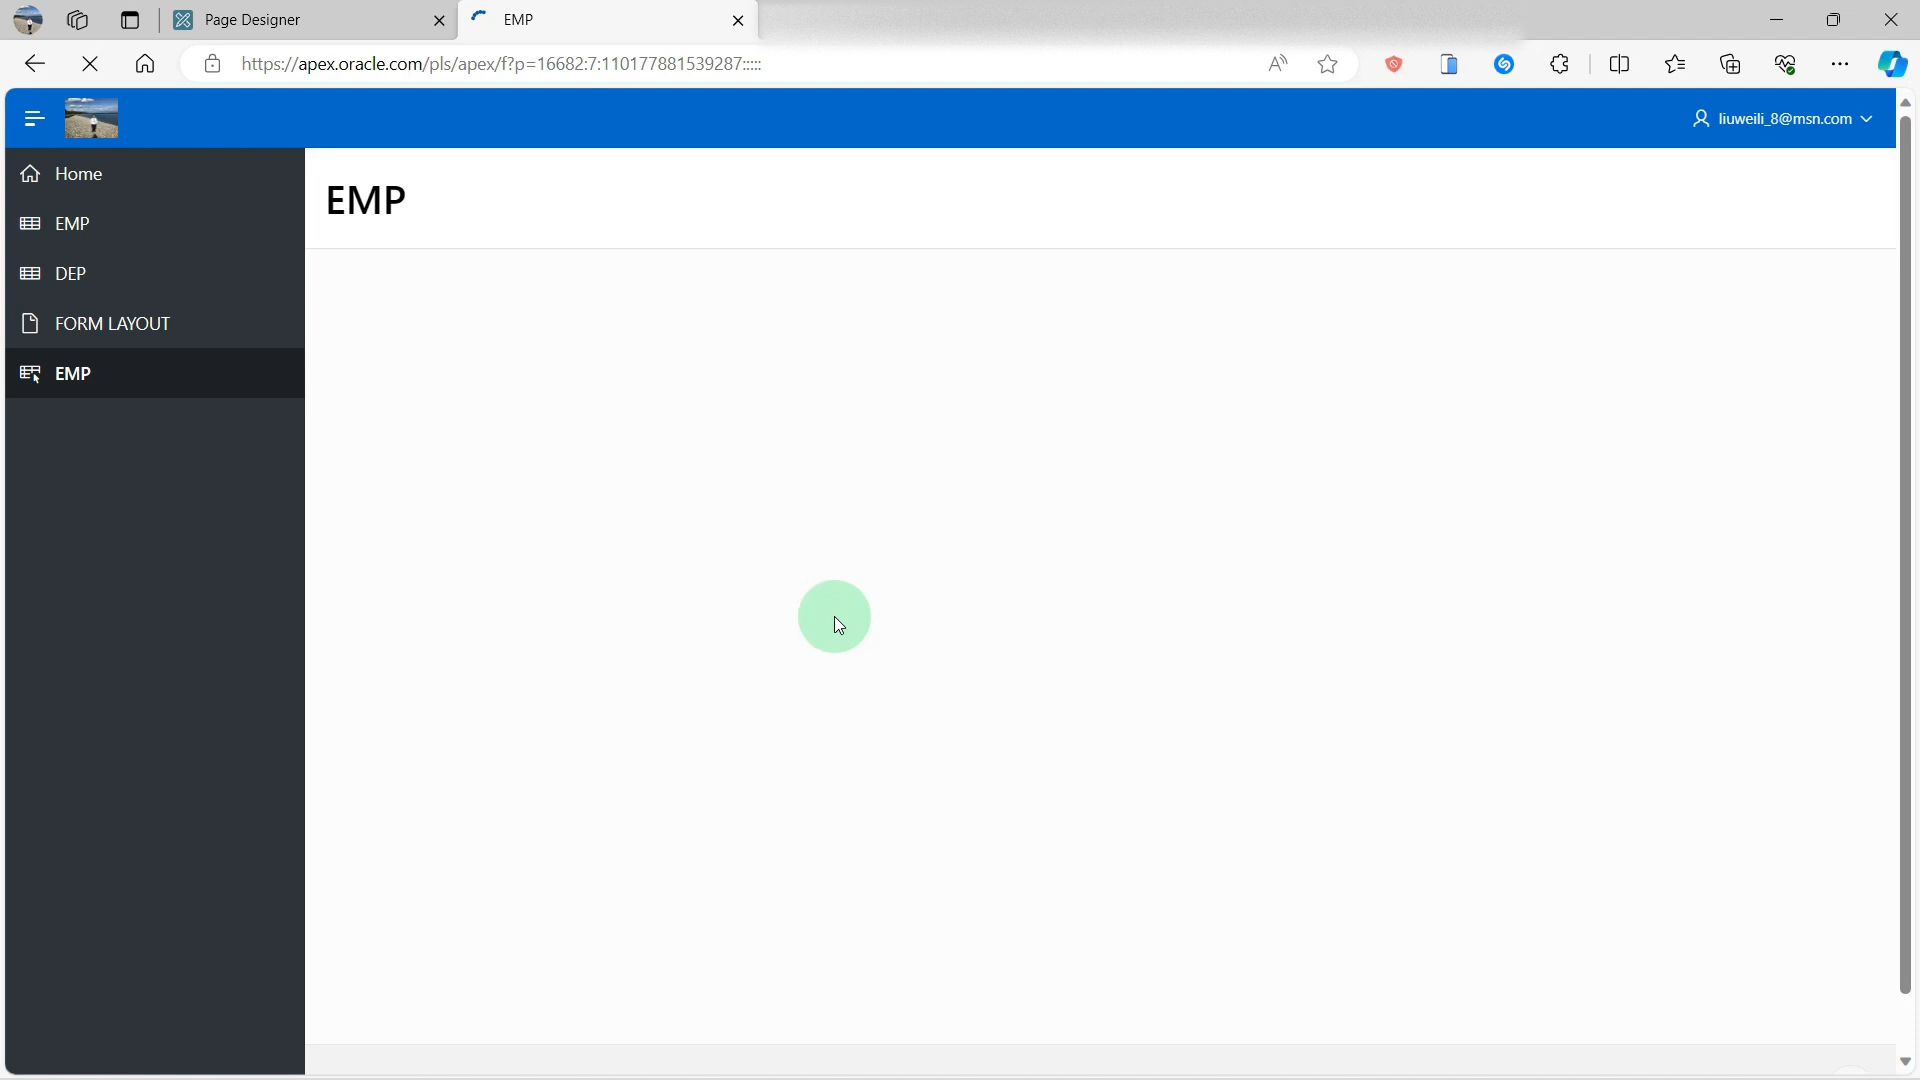 Page Designer
EMP
https://apex.oracle.com/pls/apex/f?p=16682:7:110177881539287:::::
liuweili_8@msn.com
Home
EMP
DEP
FORM LAYOUT
EMP
EMP